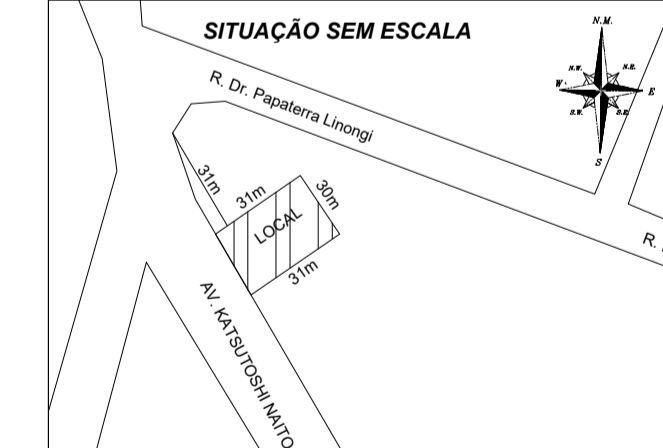 SITUAÇÃO SEM ESCALA
N.M.
N.W.
N.E.
W
E
S.W.
S.E.
S
R. Dr. Papaterra Linongi
31m
31m
30m
LOCAL
31m
R.
AV. KATSUTOSHI NAITO